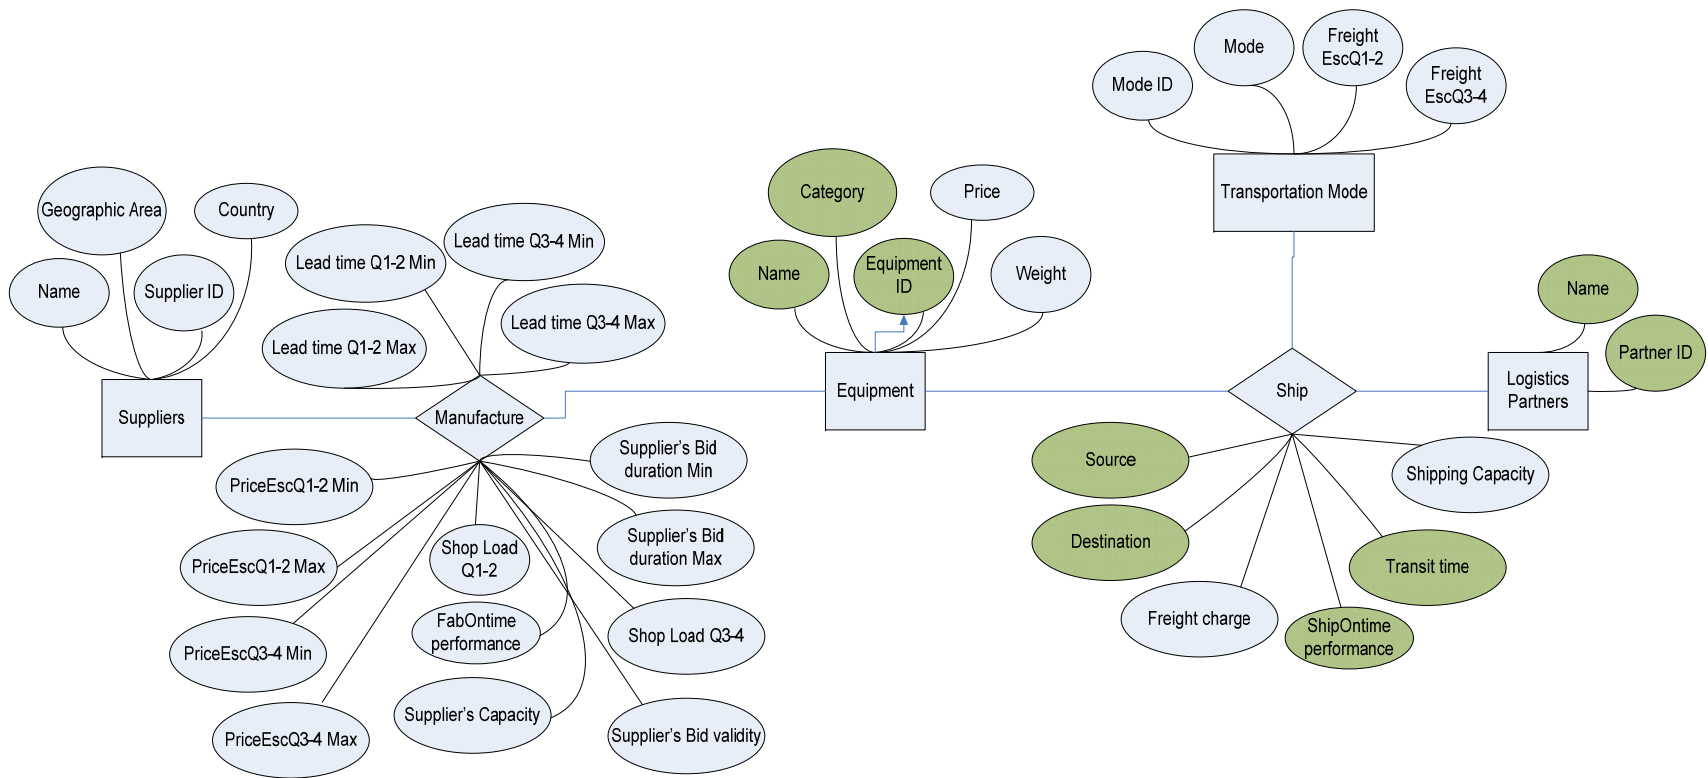 Mode
Freight
EscQ1-2
Mode ID
Freight
EscQ3-4
Transportation Mode
Geographic Area
Country
Name
Supplier ID
Lead time Q1-2 Min
Lead time Q3-4 Min
Lead time Q1-2 Max
Lead time Q3-4 Max
Category
Price
Name
Equipment
ID
Weight
Name
Partner ID
Suppliers
Manufacture
Equipment
Ship
Logistics
Partners
PriceEscQ1-2 Min
PriceEscQ1-2 Max
PriceEscQ3-4 Min
PriceEscQ3-4 Max
Shop Load
Q1-2
FabOntime
performance
Supplier's Capacity
Supplier's Bid
duration Min
Supplier's Bid
duration Max
Shop Load Q3-4
Supplier's Bid validity
Source
Destination
Freight charge
ShipOntime
performance
Transit time
Shipping Capacity